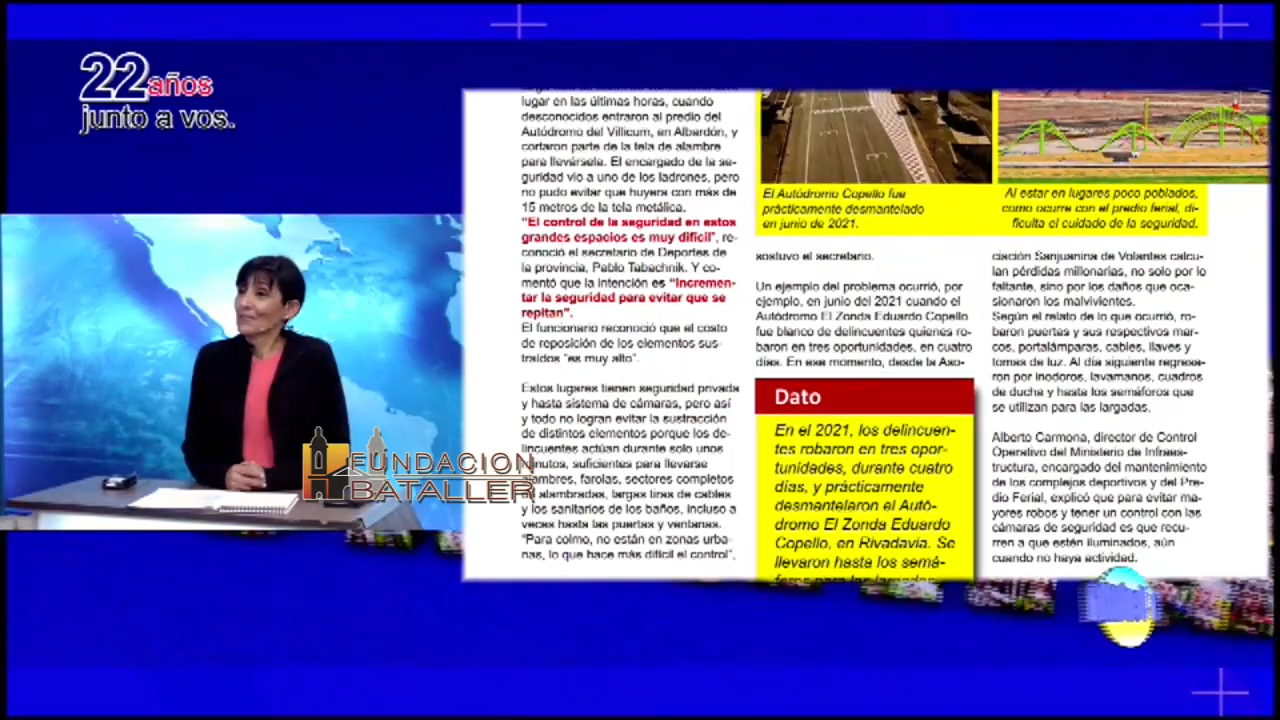 22 años
junto a vos.
lugar en las últimas horas, cuando
desconocidos entraron al predio del
Autódromo del Villicum, en Albardón, y
cortaron parte de la tela de alambre
para llevársela. El encargado de la se-
guridad vio a uno de los ladrones, pero
no pudo evitar que huyera con más de
15 metros de la tela metálica.
"El control de la seguridad en estos
grandes espacios es muy difícil", re-
conoció el secretario de Deportes de
la provincia, Pablo Tabachnik. Y co-
mentó que la intención es "Incremen-
tar la seguridad para evitar que se
repitan".
El funcionario reconoció que el costo
de reposición de los elementos sus-
traídos "es muy alto".
Estos lugares tienen seguridad privada
y hasta sistema de cámaras, pero así
y todo no logran evitar la sustracción
de distintos elementos porque los de-
lincuentes actúan durante solo unos
minutos, suficientes para llevarse
alambres, farolas, sectores completos
alambradas, largas tiras de cables
y los sanitarios de los baños, incluso a
veces hasta las puertas y ventanas.
"Para colmo, no están en zonas urba-
nas, lo que hace más difícil el control",
El Autódromo Copello fue
prácticamente desmantelado
en junio de 2021.
sostuvo el secretario.
Un ejemplo del problema ocurrió, por
ejemplo, en junio del 2021 cuando el
Autódromo El Zonda Eduardo Copello
fue blanco de delincuentes quienes ro-
baron en tres oportunidades, en cuatro
días. En ese momento, desde la Aso-
Dato
En el 2021, los delincuen-
tes robaron en tres opor-
tunidades, durante cuatro
días, y prácticamente
desmantelaron el Autó-
dromo El Zonda Eduardo
Copello, en Rivadavia. Se
llevaron hasta los semá-
foros para las largadas
Al estar en lugares poco poblados,
como ocurre con el predio ferial, di-
ficulta el cuidado de la seguridad.
ciación Sanjuanina de Volantes calcu-
lan pérdidas millonarias, no solo por lo
faltante, sino por los daños que oca-
sionaron los malvivientes.
Según el relato de lo que ocurrió, ro-
baron puertas y sus respectivos mar-
cos, portalámparas, cables, llaves y
tomas de luz. Al día siguiente regresa-
ron por inodoros, lavamanos, cuadros
de ducha y hasta los semáforos que
se utilizan para las largadas.
Alberto Carmona, director de Control
Operativo del Ministerio de Infraes-
tructura, encargado del mantenimiento
de los complejos deportivos y del Pre-
dio Ferial, explicó que para evitar ma-
yores robos y tener un control con las
cámaras de seguridad es que recu-
rren a que estén iluminados, aún
cuando no haya actividad.
FUNDACION
BATALLER